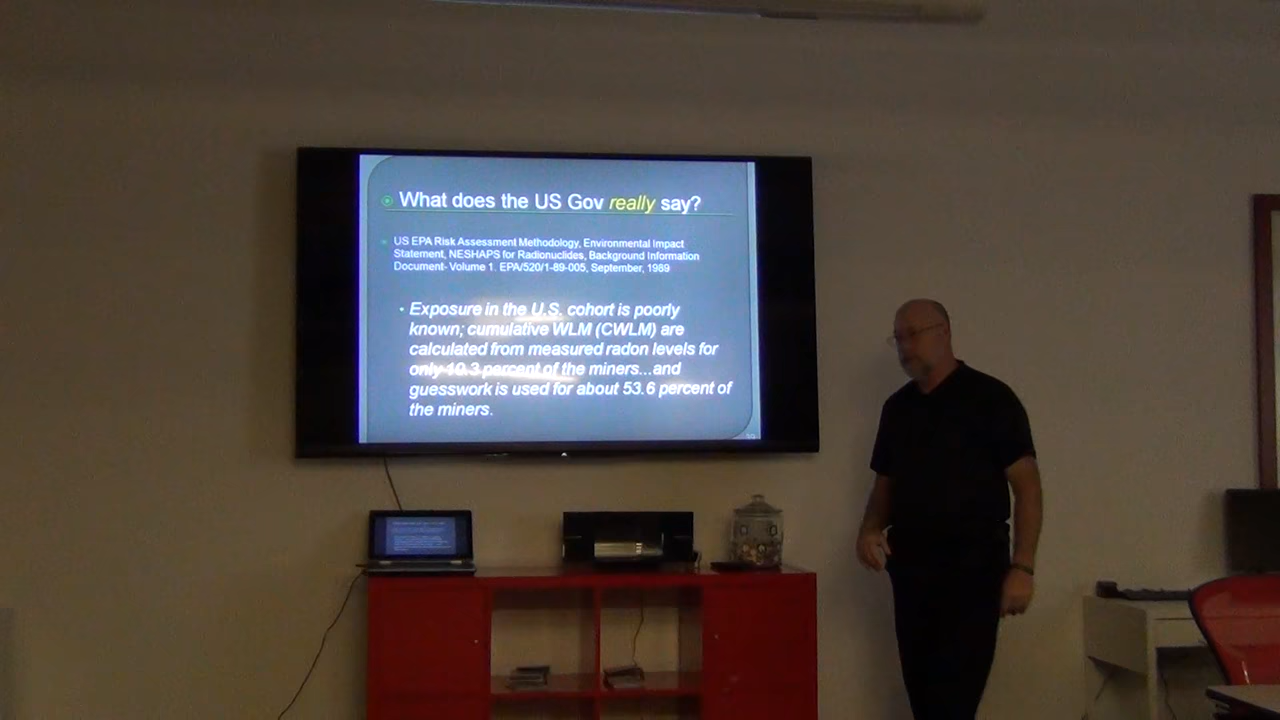 What does the US Gov really say?
US EPA Risk Assessment Methodology, Environmental Impact
Statement, NESHAPS for Radionuclides, Background Information
Document- Volume 1. EPA/520/1-89-005, September, 1989
Exposure in the U.S. cohort is poorly
known; cumulative WLM (CWLM) are
calculated from measured radon levels for
only 10.3 percent of the miners...and
guesswork is used for about 53.6 percent of
the miners.